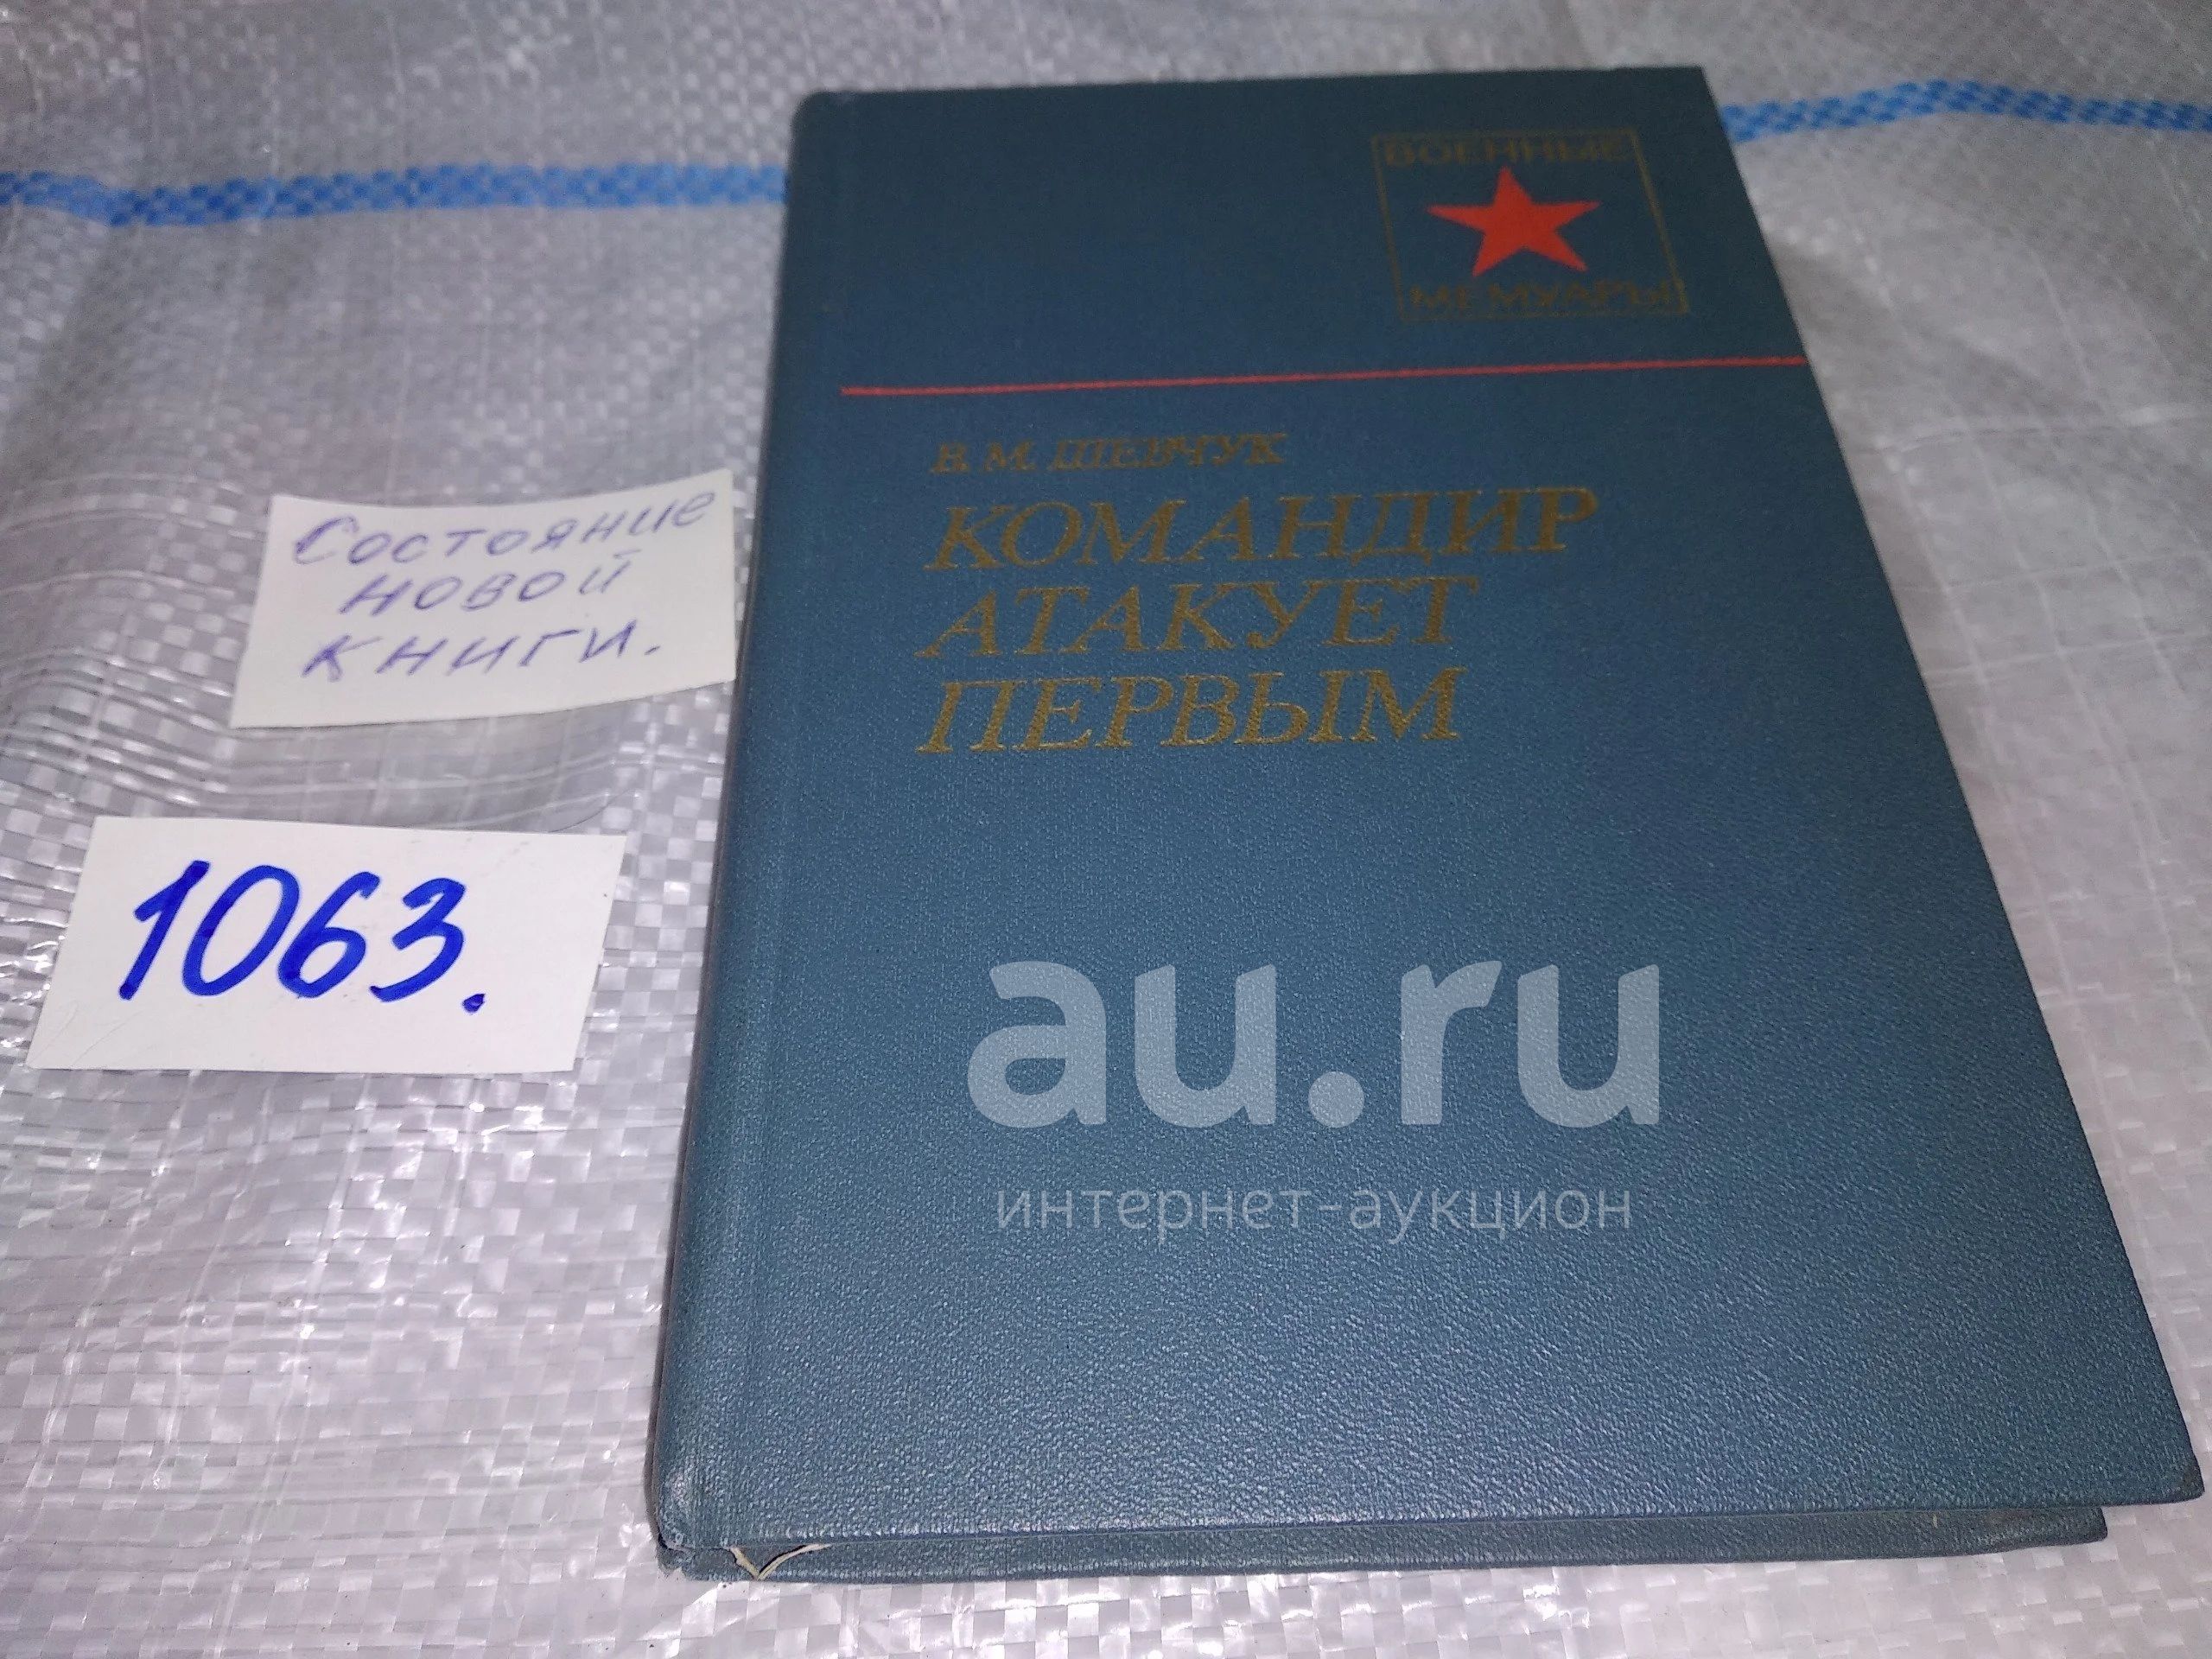 ВОЕННЫЕ
МЕМУАРЫ
В. М. ШЕВЧУК
КОМАНДИР
АТАКУЕТ
ПЕРВЫМ
Состояние
новой
книги.
1063.
au.ru
интернет-аукцион